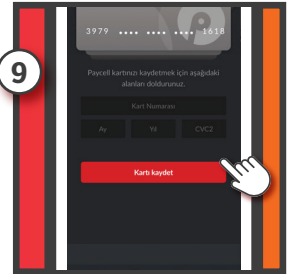 9
3979 •••• •••• 1618
Paycell kartınızı kaydetmek için aşağıdaki
alanları doldurunuz.
Kart Numarası
Ay Yıl CVC2
Kartı kaydet